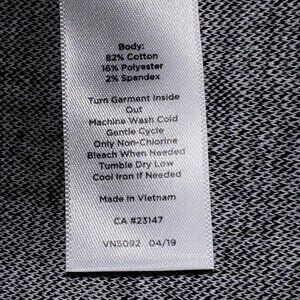 Body:
82% Cotton
16% Polyester
2% Spandex
Turn Garment Inside
Out
Machine Wash Cold
Gentle Cycle
Only Non-Chlorine
Bleach When Needed
Tumble Dry Low
Cool Iron If Needed
Made in Vietnam
CA #23147
VN5092 04/19